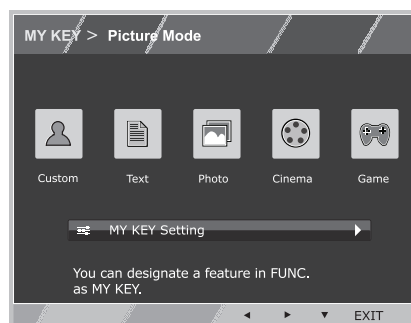 MY KEY > Picture Mode
Custom Text Photo Cinema Game
MY KEY Setting
You can designate a feature in FUNC.
as MY KEY.
EXIT